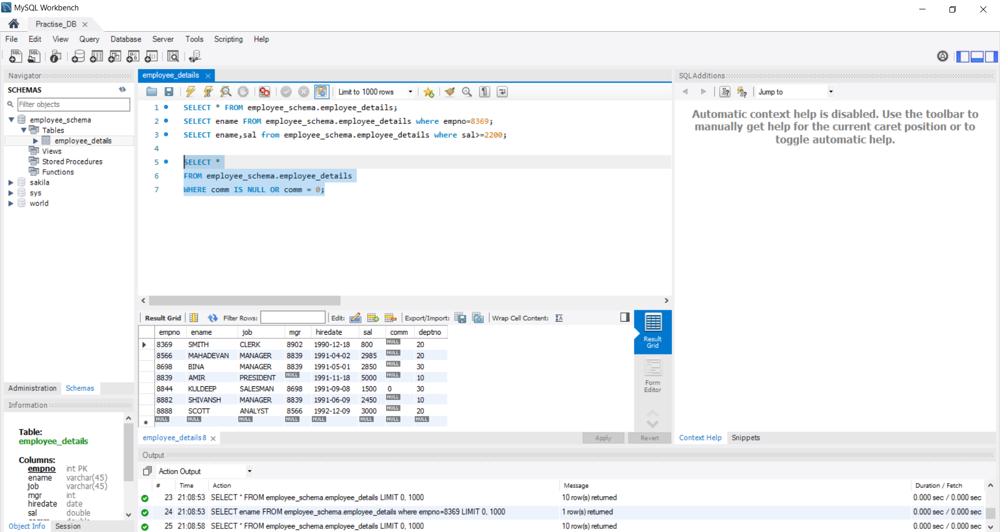 MySQL Workbench
Practise_DB
File Edit View Query Database Server Tools Scripting Help
Navigator
SCHEMAS
Filter objects
employee_schema
Tables
employee_details
Views
Stored Procedures
Functions
sakila
sys
world
Administration Schemas
Information
Table:
employee_details
Columns:
empno int PK
ename varchar(45)
job varchar(45)
mgr int
hiredate date
sal double
Object Info Session
employee_details
Limit to 1000 rows
1 SELECT * FROM employee_schema.employee_details;
2 SELECT ename FROM employee_schema.employee_details where empno=8369;
3 SELECT ename,sal from employee_schema.employee_details where sal>=2200;
4
5 SELECT *
6 FROM employee_schema.employee_details
7 WHERE comm IS NULL OR comm = 0;
Result Grid Filter Rows: Edit: Export/Import: Wrap Cell Content:
empno ename job mgr hiredate sal comm deptno
8369 SMITH CLERK 8902 1990-12-18 800 NULL 20
8566 MAHADEVAN MANAGER 8839 1991-04-02 2985 NULL 20
8698 BINA MANAGER 8839 1991-05-01 2850 NULL 30
8839 AMIR PRESIDENT NULL 1991-11-18 5000 NULL 10
8844 KULDEEP SALESMAN 8698 1991-09-08 1500 0 30
8882 SHIVANSH MANAGER 8839 1991-06-09 2450 NULL 10
8888 SCOTT ANALYST 8566 1992-12-09 3000 NULL 20
NULL NULL NULL NULL NULL NULL NULL NULL
Result
Grid
Form
Editor
employee_details8
Apply Revert
SQLAdditions
Jump to
Automatic context help is disabled. Use the toolbar to
manually get help for the current caret position or to
toggle automatic help.
Context Help Snippets
Output
Action Output
# Time Action Message Duration / Fetch
23 21:08:53 SELECT * FROM employee_schema.employee_details LIMIT 0, 1000 10 row(s) returned 0.000 sec / 0.000 sec
24 21:08:53 SELECT ename FROM employee_schema.employee_details where empno=8369 LIMIT 0, 1000 1 row(s) returned 0.000 sec / 0.000 sec
25 21:08:58 SELECT * FROM employee_schema.employee_details LIMIT 0, 1000 10 row(s) returned 0.000 sec / 0.000 sec